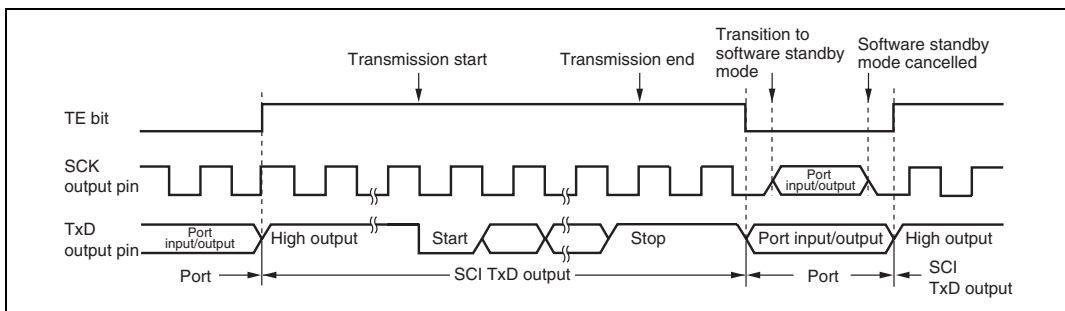 Transition to
software standby
mode
Software standby
mode cancelled
Transmission start
Transmission end
TE bit
SCK
output pin
Port
input/output
TxD
output pin
Port
input/output
High output
Start
Stop
Port input/output
High output
Port
SCI TxD output
Port
SCI
TxD output